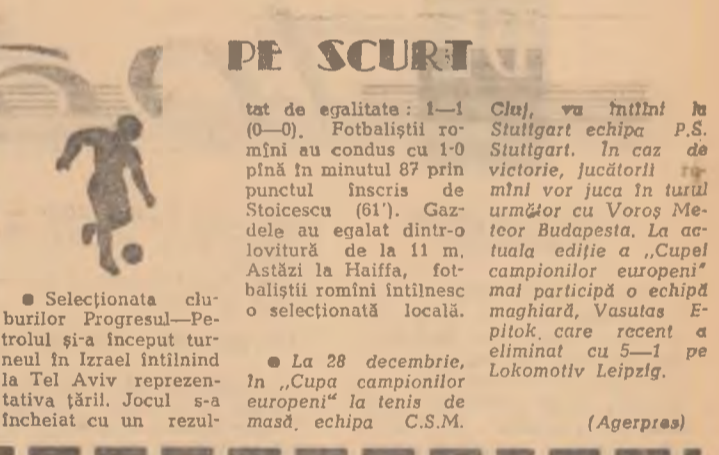 PE SCURT
● Selecționata clu-
burilor Progresul—Pe-
trolul și-a început tur-
neul în Izrael întîlnind
la Tel Aviv reprezen-
tativa țării. Jocul s-a
încheiat cu un rezul-
tat de egalitate : 1—1
(0—0). Fotbaliștii ro-
mîni au condus cu 1-0
pînă în minutul 87 prin
punctul înscris de
Stoicescu (61'). Gaz-
dele au egalat dintr-o
lovitură de la 11 m.
Astăzi la Haiffa, fot-
baliștii romîni întîlnesc
o selecționată locală.
● La 28 decembrie,
în „Cupa campionilor
europeni“ la tenis de
masă, echipa C.S.M.
Cluj, va întîlni la
Stuttgart echipa P.S.
Stuttgart. În caz de
victorie, jucătorii ro-
mîni vor juca în turul
următor cu Voroș Me-
teor Budapesta. La ac-
tuala ediție a „Cupei
campionilor europeni“
mai participă o echipă
maghiară, Vasutas E-
pitok, care recent a
eliminat cu 5—1 pe
Lokomotiv Leipzig.
(Agerpres)